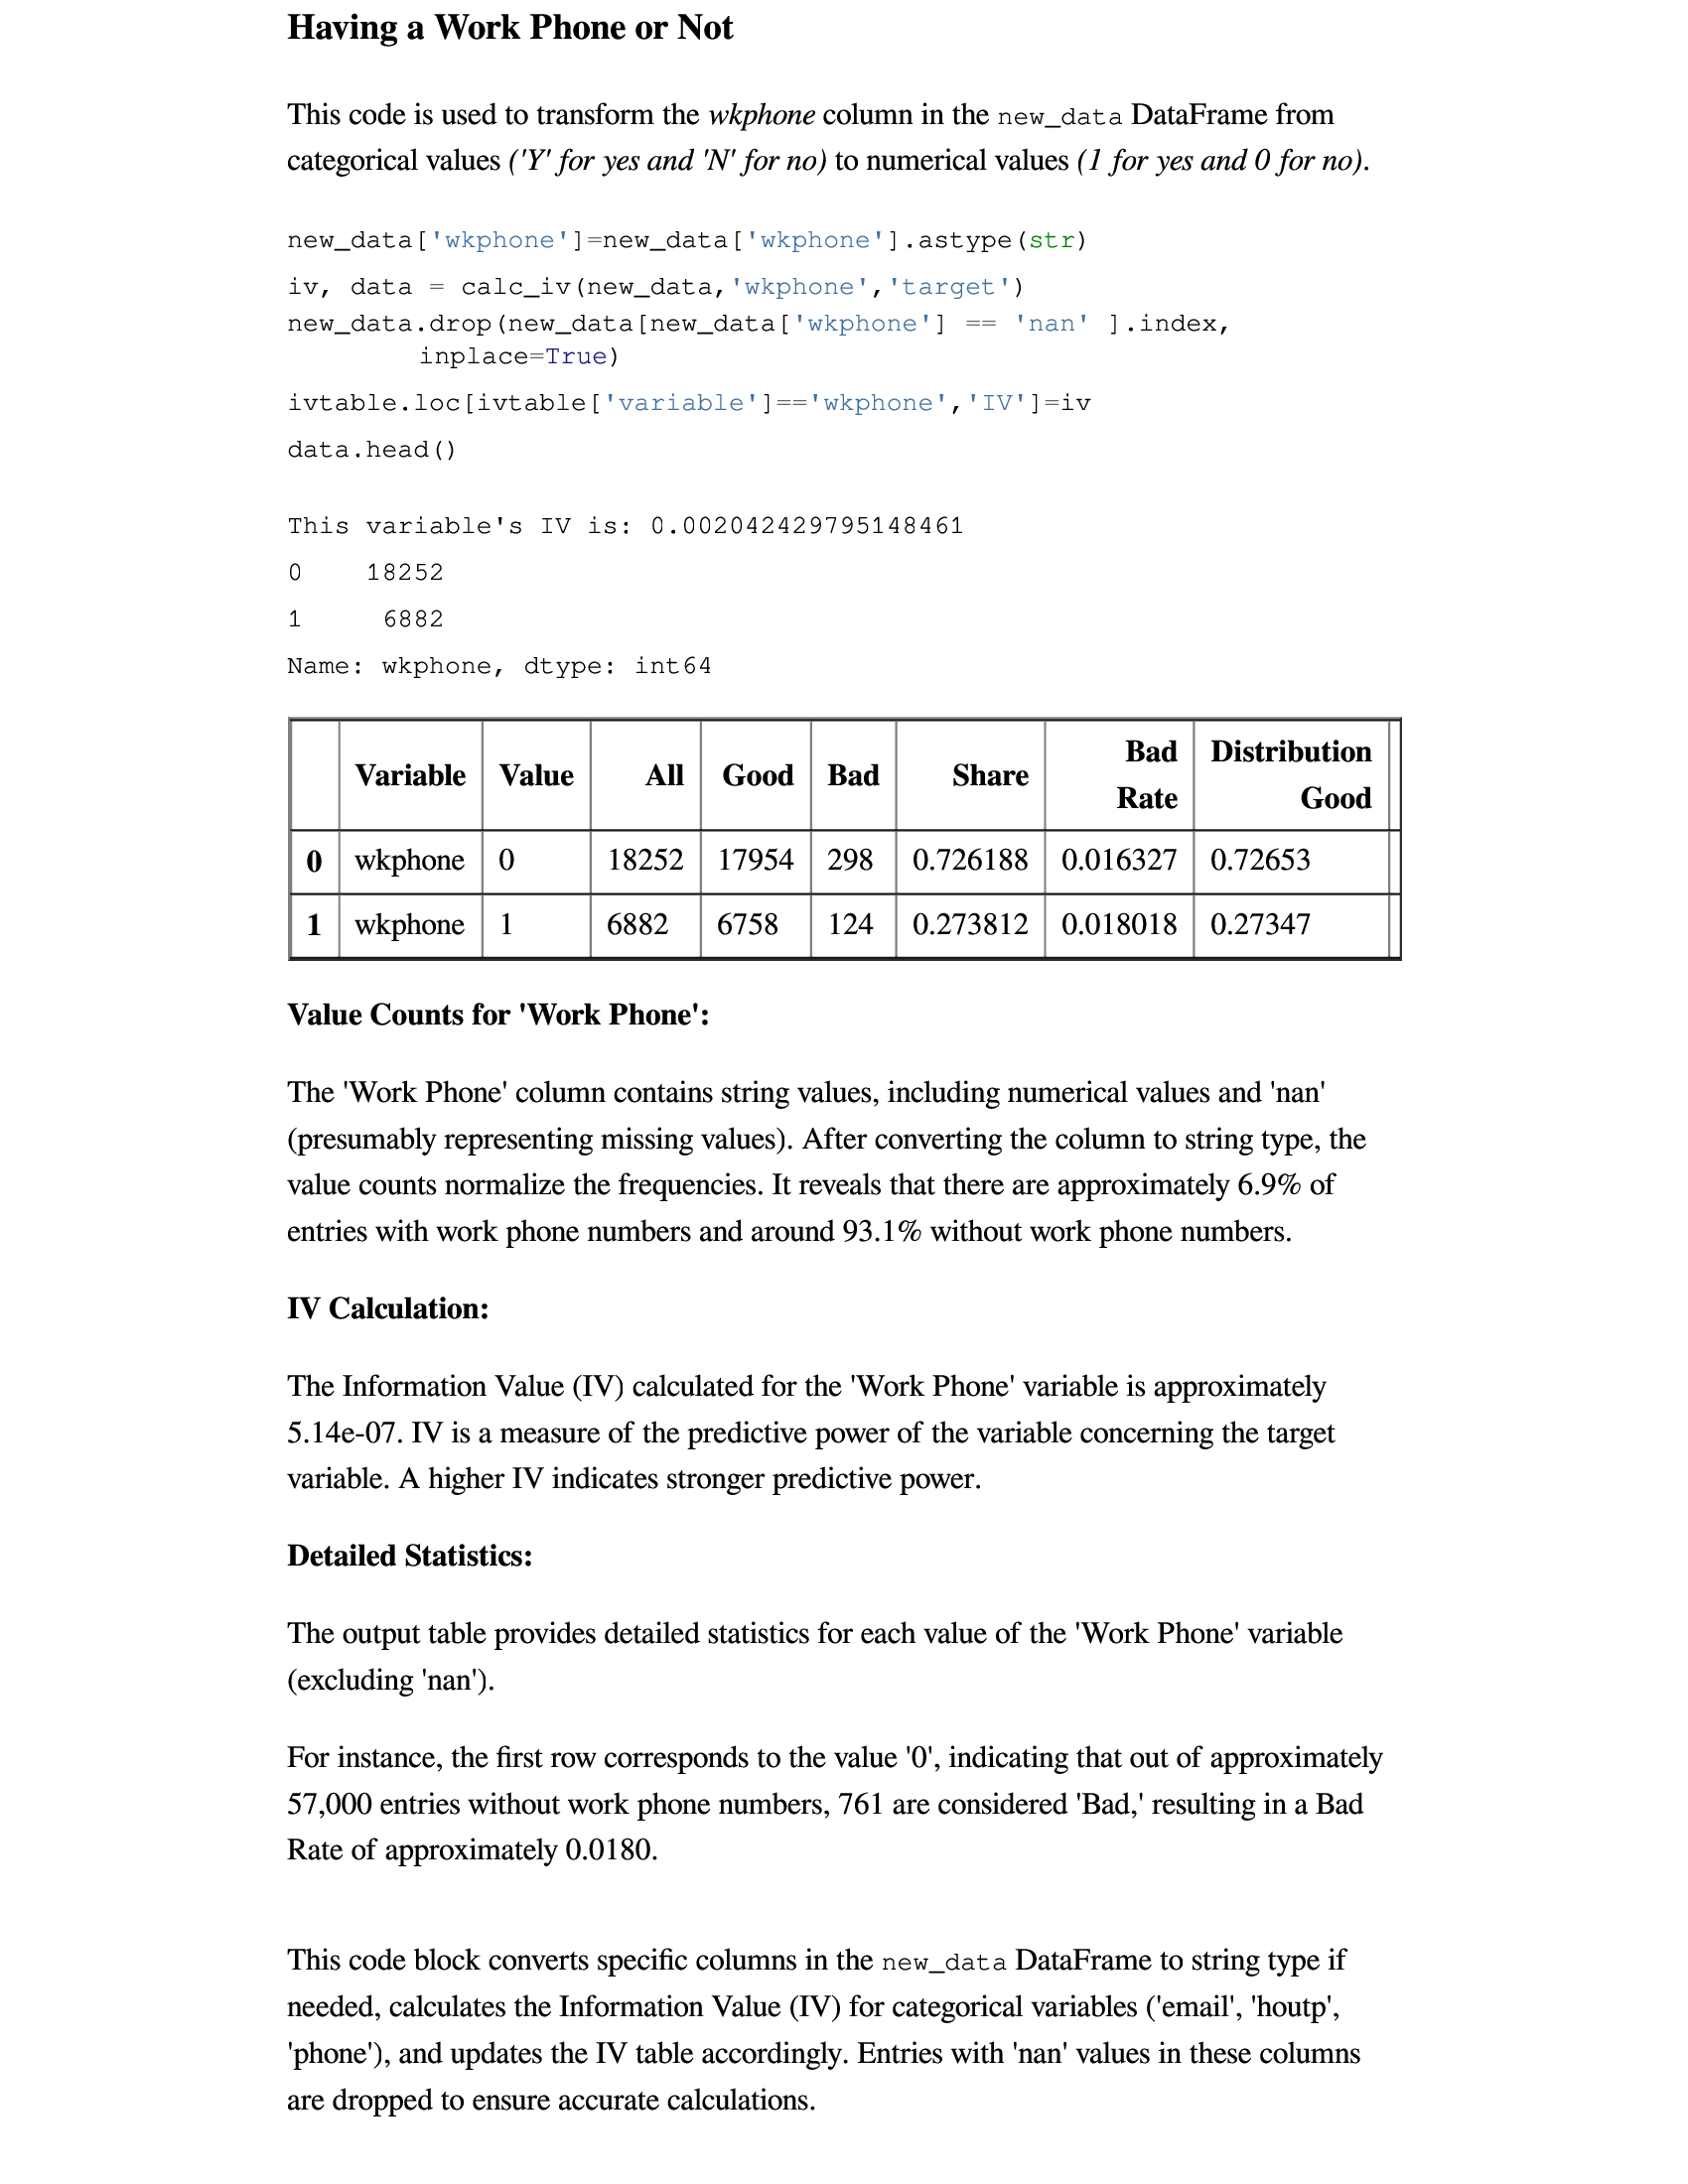 Having a Work Phone or Not
This code is used to transform the wkphone column in the new_data DataFrame from
categorical values ('Y' for yes and 'N' for no) to numerical values (1 for yes and 0 for no).
new_data['wkphone']=new_data['wkphone'].astype(str)
iv, data = calc_iv(new_data,'wkphone','target')
new_data.drop(new_data[new_data['wkphone'] == 'nan' ].index,
inplace=True)
ivtable.loc[ivtable['variable']=='wkphone','IV']=iv
data.head()
This variable's IV is: 0.002042429795148461
0 18252
1 6882
Name: wkphone, dtype: int64
Variable Value All Good Bad Share Bad Rate Distribution Good
0 wkphone 0 18252 17954 298 0.726188 0.016327 0.72653
1 wkphone 1 6882 6758 124 0.273812 0.018018 0.27347
Value Counts for 'Work Phone':
The 'Work Phone' column contains string values, including numerical values and 'nan'
(presumably representing missing values). After converting the column to string type, the
value counts normalize the frequencies. It reveals that there are approximately 6.9% of
entries with work phone numbers and around 93.1% without work phone numbers.
IV Calculation:
The Information Value (IV) calculated for the 'Work Phone' variable is approximately
5.14e-07. IV is a measure of the predictive power of the variable concerning the target
variable. A higher IV indicates stronger predictive power.
Detailed Statistics:
The output table provides detailed statistics for each value of the 'Work Phone' variable
(excluding 'nan').
For instance, the first row corresponds to the value '0', indicating that out of approximately
57,000 entries without work phone numbers, 761 are considered 'Bad,' resulting in a Bad
Rate of approximately 0.0180.
This code block converts specific columns in the new_data DataFrame to string type if
needed, calculates the Information Value (IV) for categorical variables ('email', 'houtp',
'phone'), and updates the IV table accordingly. Entries with 'nan' values in these columns
are dropped to ensure accurate calculations.